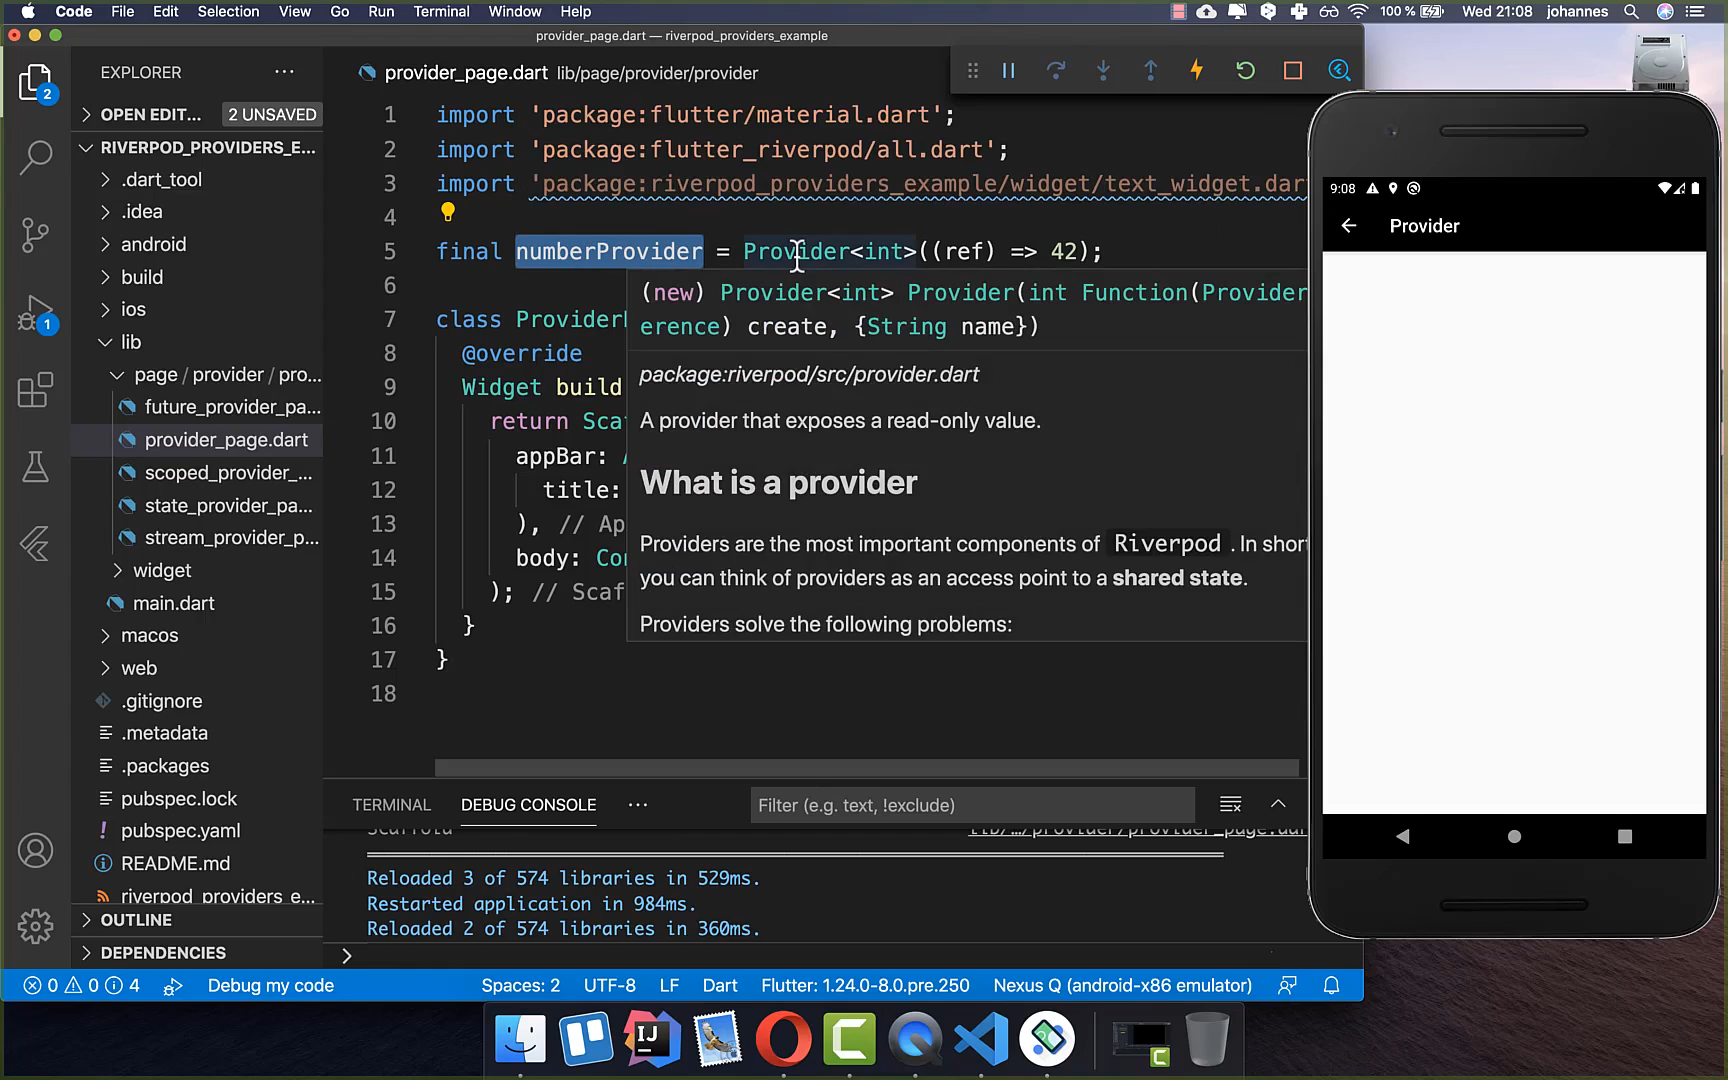 Code File Edit Selection View Go Run Terminal Window Help 100 % Wed 21:08 johannes
provider_page.dart — riverpod_providers_example
EXPLORER
provider_page.dart lib/page/provider/provider
2
OPEN EDIT... 2 UNSAVED
RIVERPOD_PROVIDERS_E...
.dart_tool
.idea
android
build
ios
lib
page / provider / pro...
future_provider_pa...
provider_page.dart
scoped_provider_...
state_provider_pa...
stream_provider_p...
widget
main.dart
macos
web
.gitignore
.metadata
.packages
pubspec.lock
! pubspec.yaml
README.md
riverpod_providers_e...
OUTLINE
DEPENDENCIES
1
1 import 'package:flutter/material.dart';
2 import 'package:flutter_riverpod/all.dart';
3 import 'package:riverpod_providers_example/widget/text_widget.dar
4
5 final numberProvider = Provider<int>((ref) => 42);
6
7 class Provider
8 @override
9 Widget build
10 return Scaf
11 appBar: A
12 title:
13 ), // Ap
14 body: Co
15 ); // Scaf
16 }
17 }
18
(new) Provider<int> Provider(int Function(Provider
erence) create, {String name})
package:riverpod/src/provider.dart
A provider that exposes a read-only value.
What is a provider
Providers are the most important components of Riverpod . In short
you can think of providers as an access point to a shared state.
Providers solve the following problems:
TERMINAL DEBUG CONSOLE Filter (e.g. text, !exclude)
Scaffold lib/…/provider/provider_page.dar
Reloaded 3 of 574 libraries in 529ms.
Restarted application in 984ms.
Reloaded 2 of 574 libraries in 360ms.
0 0 4 Debug my code Spaces: 2 UTF-8 LF Dart Flutter: 1.24.0-8.0.pre.250 Nexus Q (android-x86 emulator)
9:08
Provider
IJ
C
C